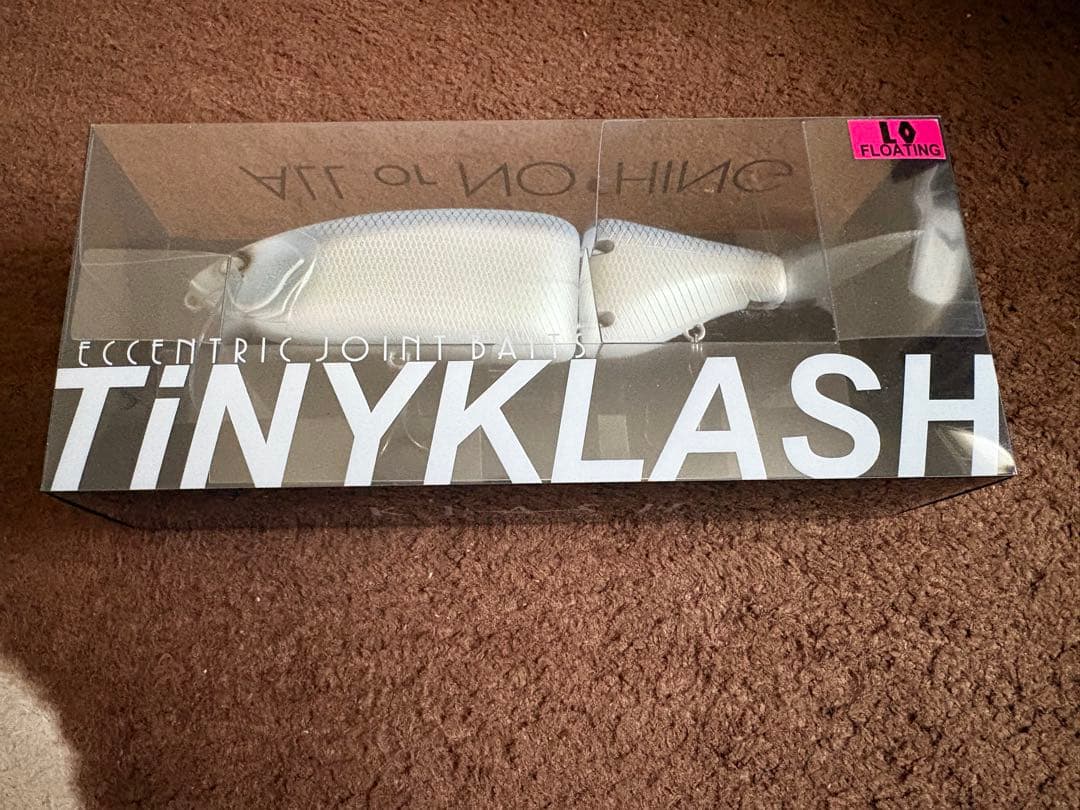 LO
FLOATING
ALL OF NOTHING
ECCENTRIC JOINT BAITS
TiNYKLASH